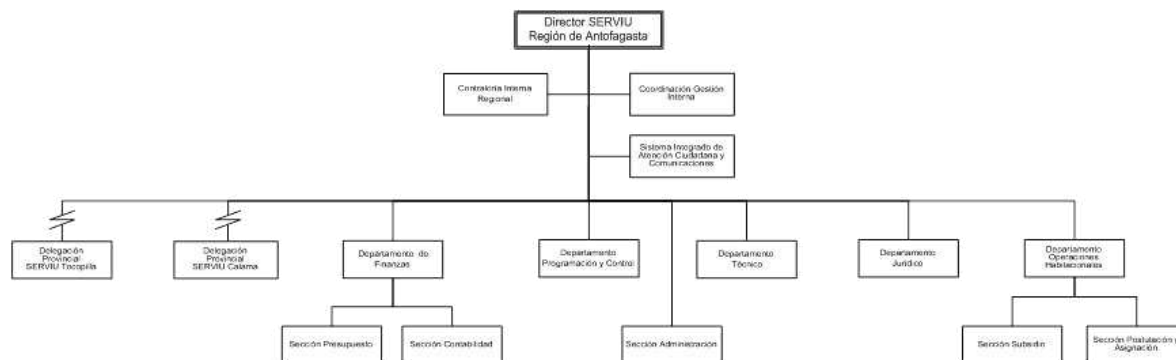 Director SERVIU
Región de Antofagasta
Contraloría Interna
Regional
Coordinación Gestión
Interna
Sistema Integrado de
Atención Ciudadana y
Comunicaciones
Delegación
Provincial
SERVIU Tocopilla
Delegación
Provincial
SERVIU Calama
Departamento de
Finanzas
Departamento
Programación y Control
Departamento
Técnico
Departamento
Jurídico
Departamento
Operaciones
Habitacionales
Sección Presupuesto
Sección Contabilidad
Sección Administración
Sección Subsidio
Sección Postulación y
Asignación